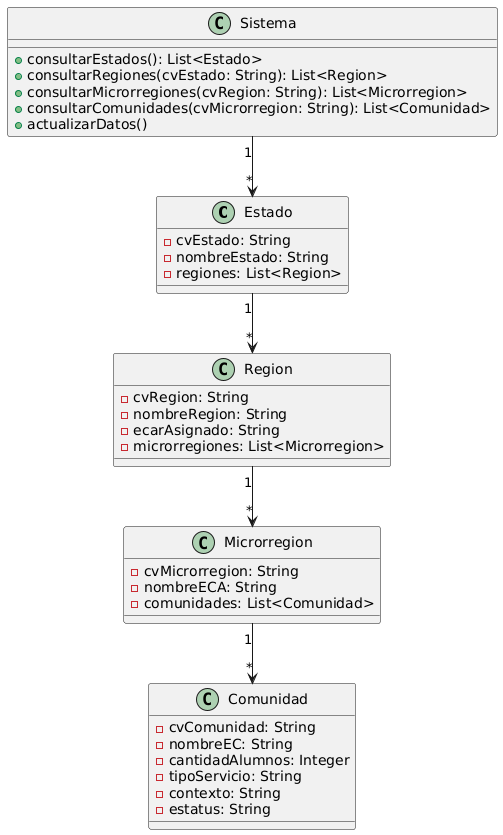 C Sistema
consultarEstados(): List<Estado>
consultarRegiones(cvEstado: String): List<Region>
consultarMicrorregiones(cvRegion: String): List<Microrregion>
consultarComunidades(cvMicrorregion: String): List<Comunidad>
actualizarDatos()
1
*
C Estado
cvEstado: String
nombreEstado: String
regiones: List<Region>
1
*
C Region
cvRegion: String
nombreRegion: String
ecarAsignado: String
microrregiones: List<Microrregion>
1
*
C Microrregion
cvMicrorregion: String
nombreECA: String
comunidades: List<Comunidad>
1
*
C Comunidad
cvComunidad: String
nombreEC: String
cantidadAlumnos: Integer
tipoServicio: String
contexto: String
estatus: String